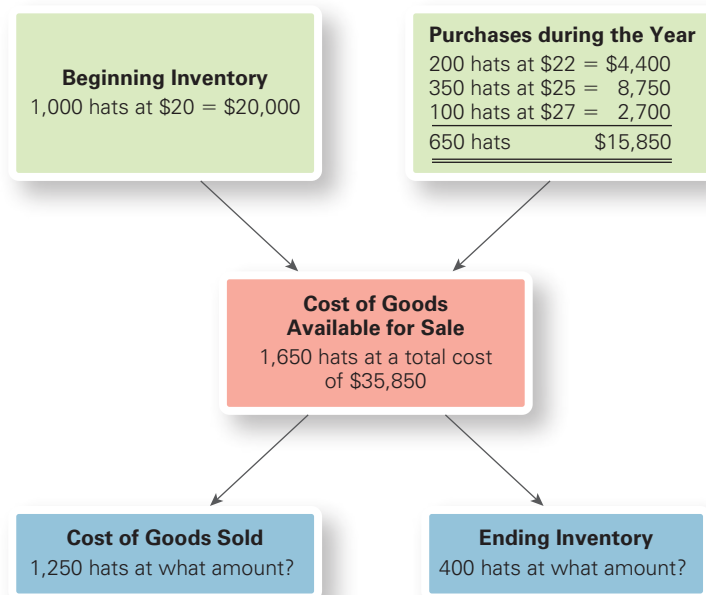 Beginning Inventory
1,000 hats at $20 = $20,000
Purchases during the Year
200 hats at $22 = $4,400
350 hats at $25 = 8,750
100 hats at $27 = 2,700
650 hats $15,850
Cost of Goods
Available for Sale
1,650 hats at a total cost
of $35,850
Cost of Goods Sold
1,250 hats at what amount?
Ending Inventory
400 hats at what amount?